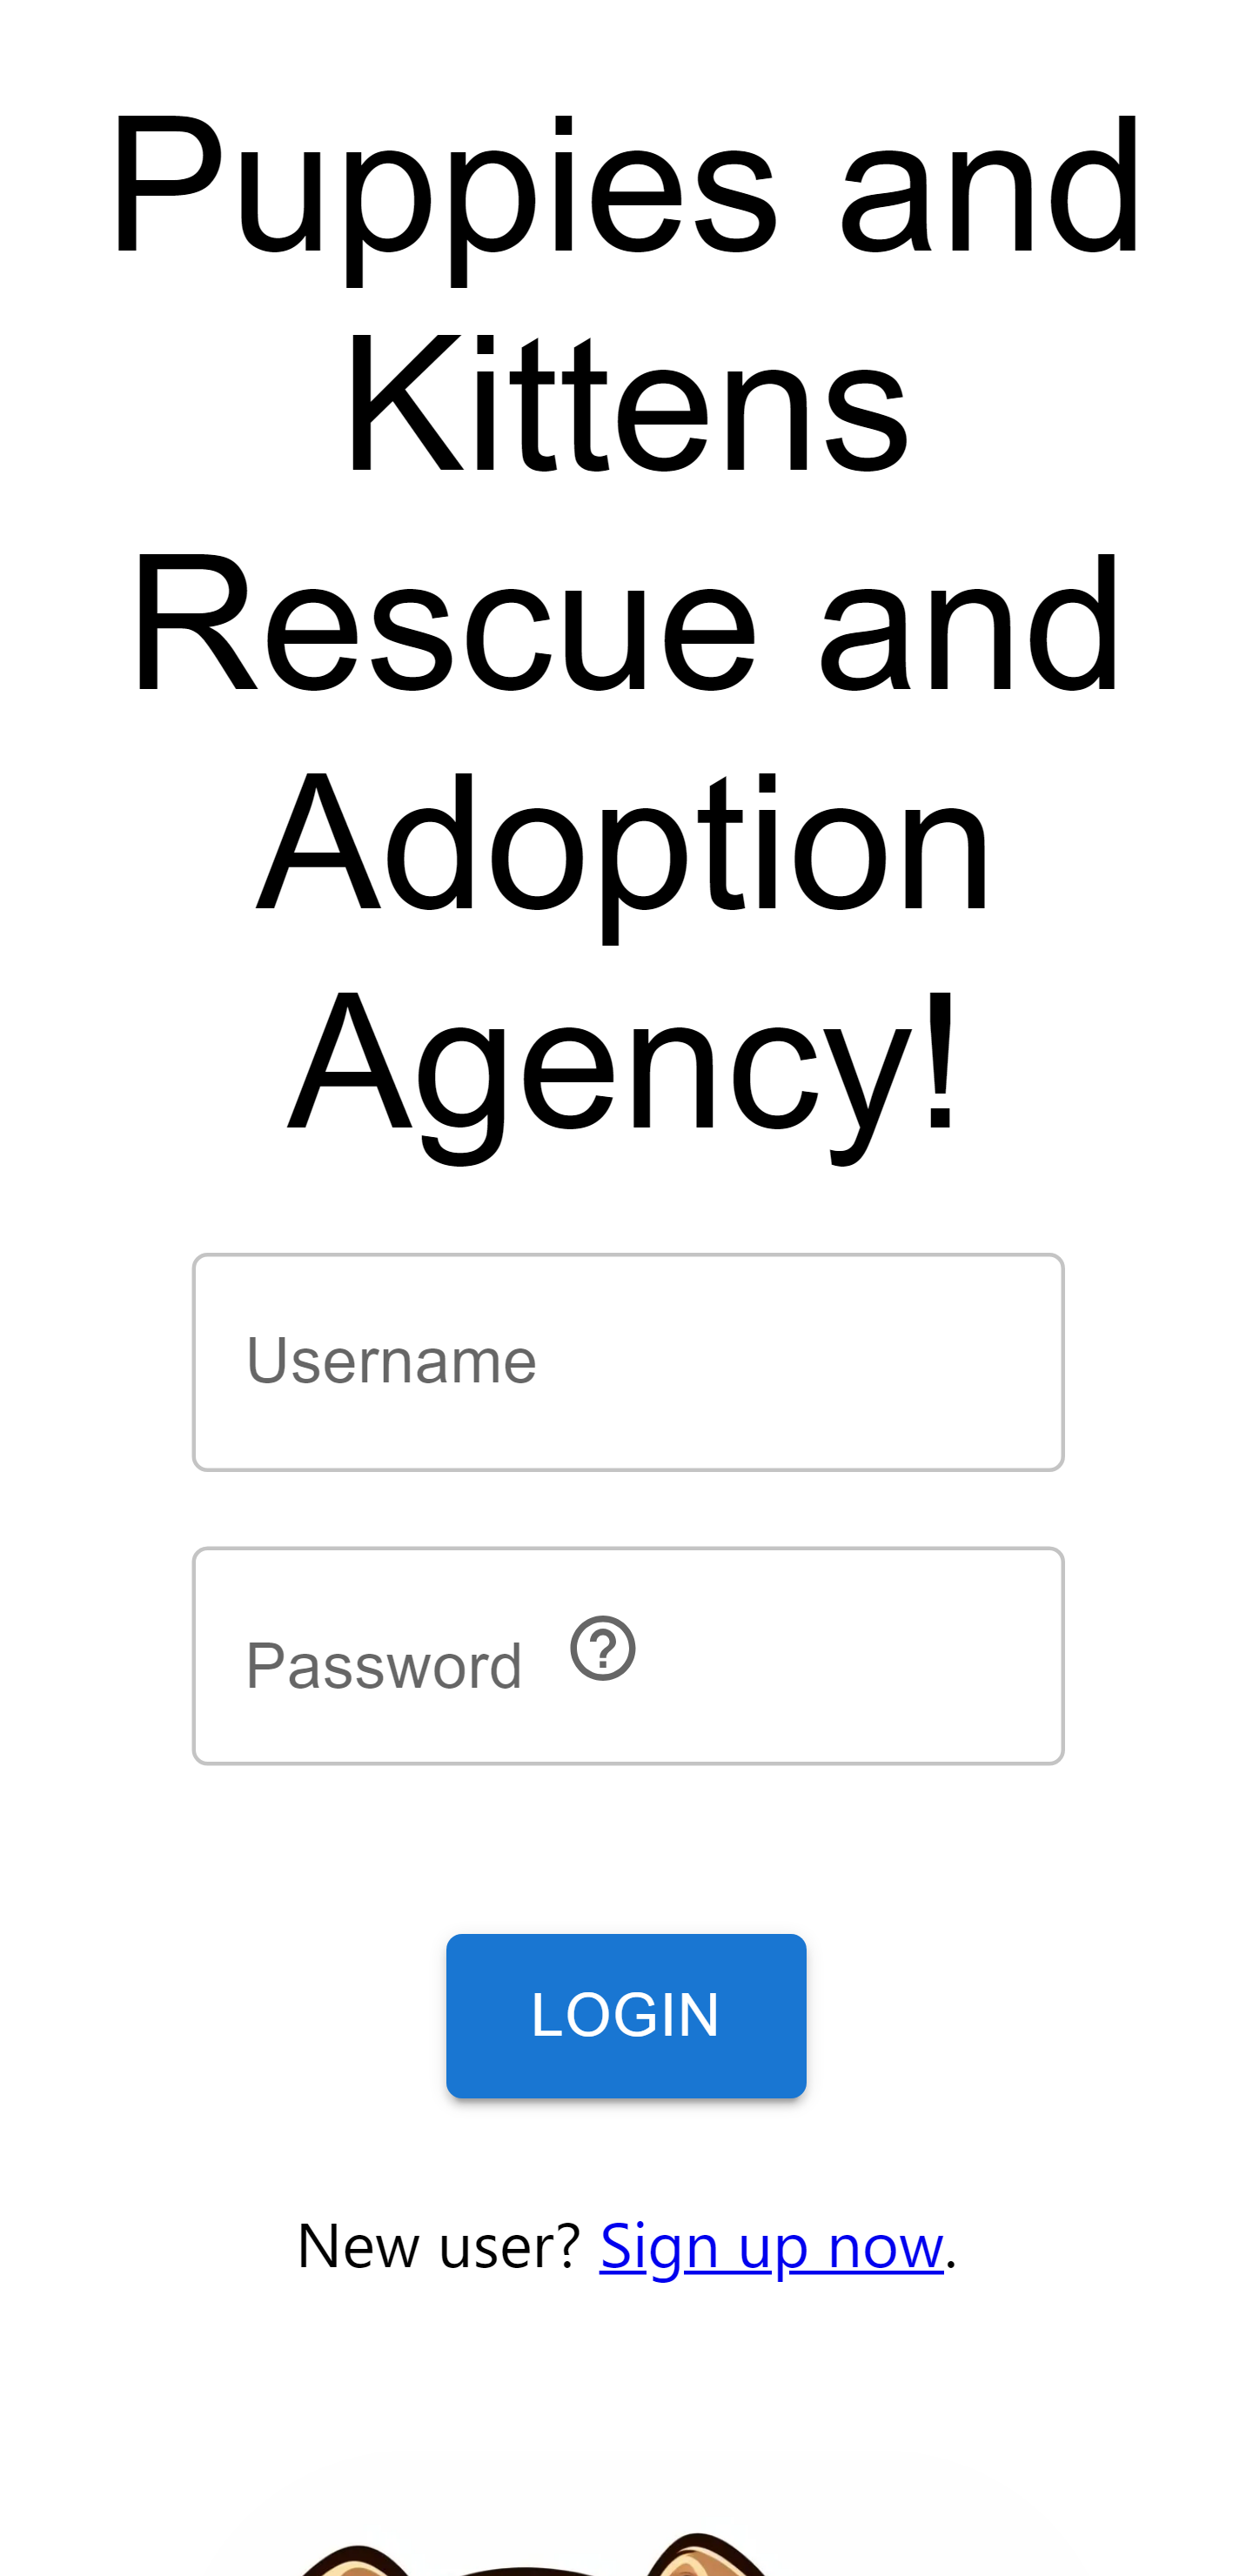 Puppies and
Kittens
Rescue and
Adoption
Agency!
Username
Password ?
LOGIN
New user? Sign up now.